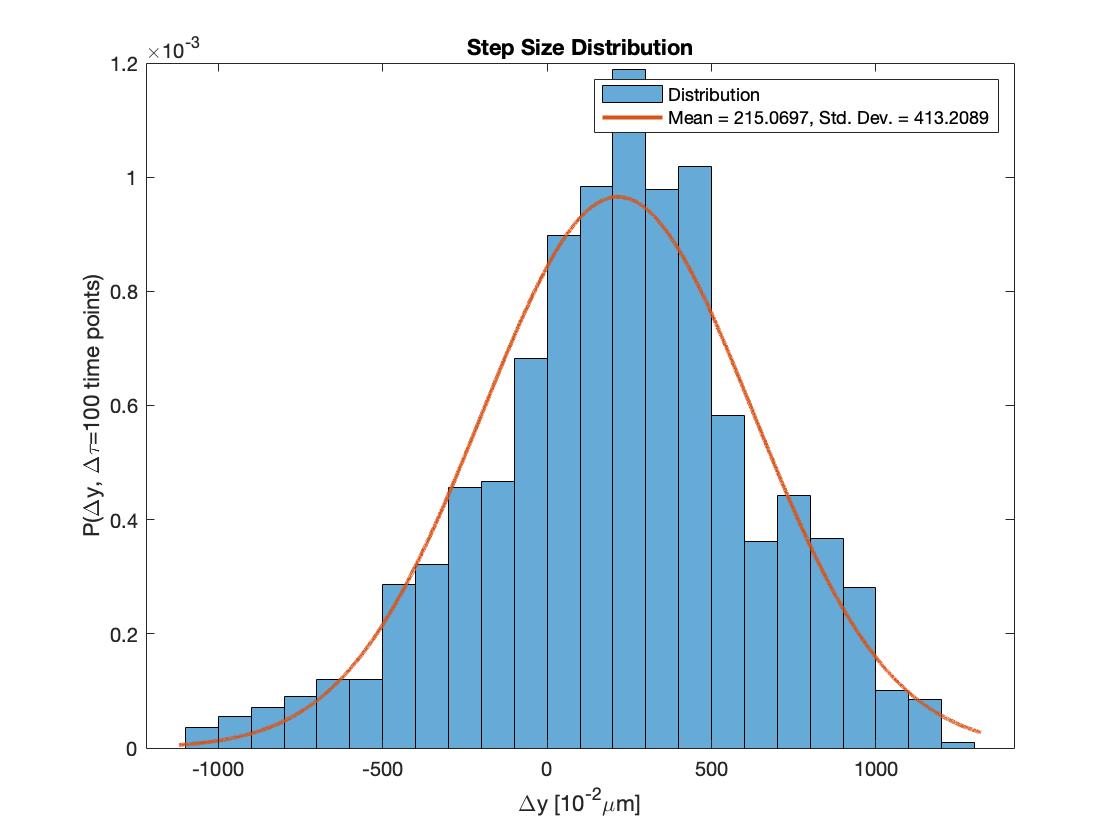 ×10⁻³
Step Size Distribution
1.2
1
0.8
0.6
0.4
0.2
0
P(Δy, Δτ=100 time points)
Distribution
Mean = 215.0697, Std. Dev. = 413.2089
-1000
-500
0
500
1000
Δy [10⁻²μm]